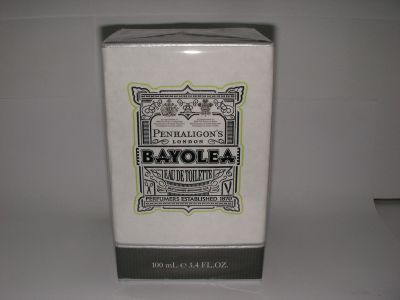 PENHALIGON'S
LONDON
BAYOLEA
EAU DE TOILETTE
PERFUMERS ESTABLISHED 1870
100 mL ℮ 3.4 FL.OZ.